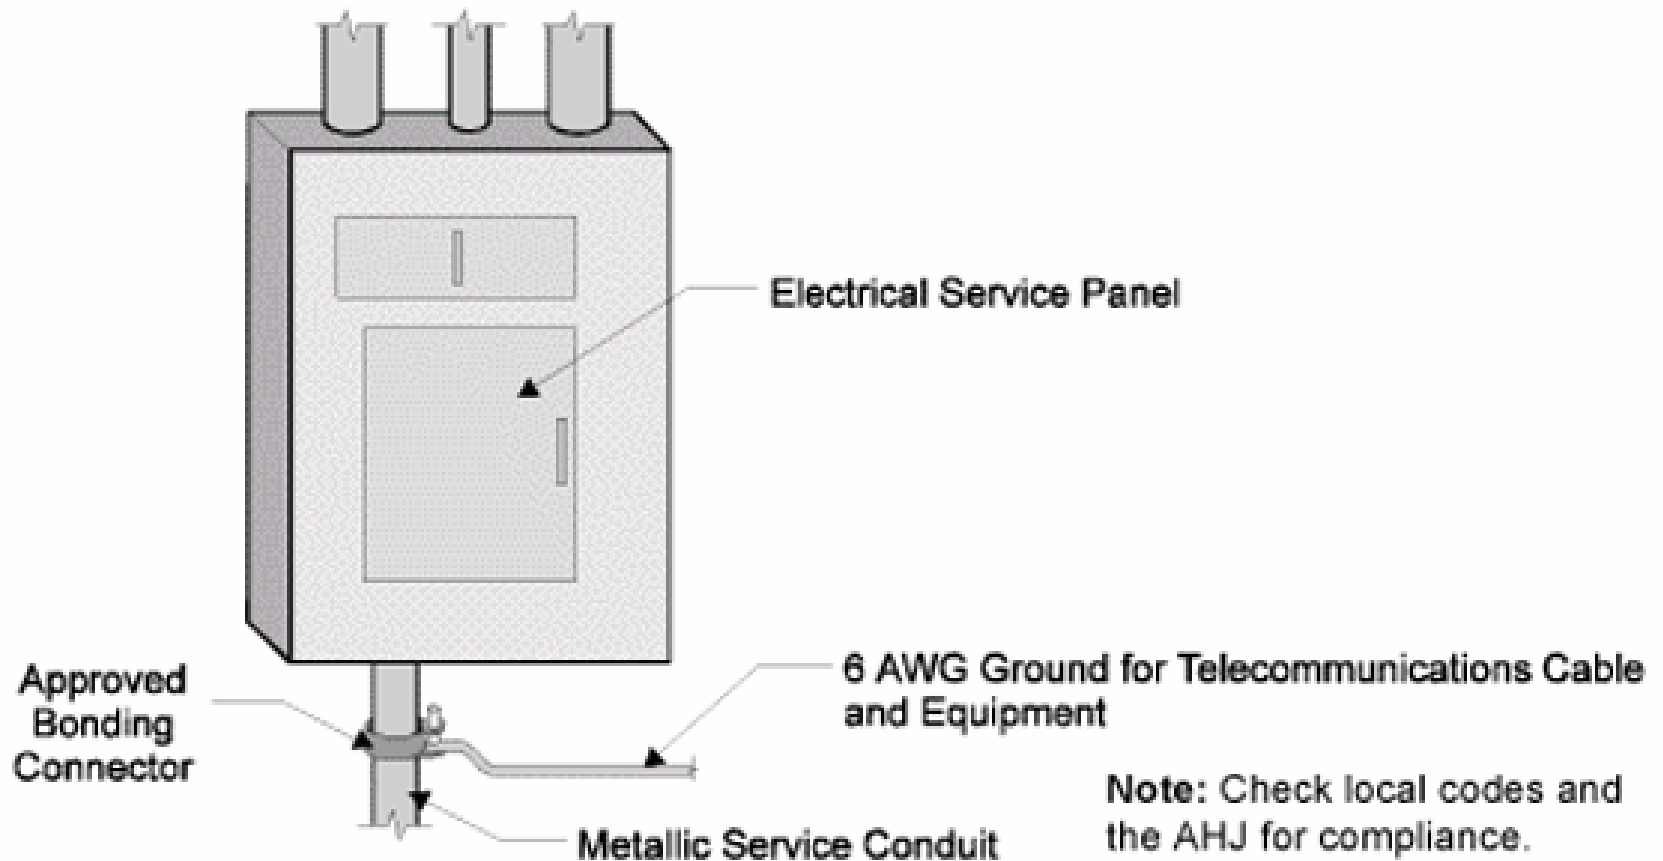 Electrical Service Panel
Approved
Bonding
Connector
6 AWG Ground for Telecommunications Cable
and Equipment
Metallic Service Conduit
Note: Check local codes and
the AHJ for compliance.